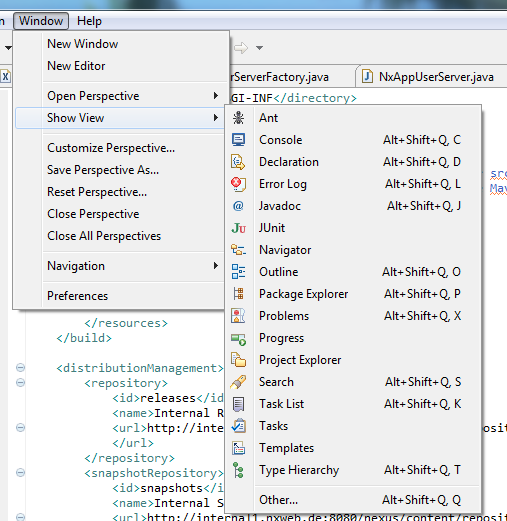 Window Help
New Window
New Editor
Open Perspective
Show View
Customize Perspective...
Save Perspective As...
Reset Perspective...
Close Perspective
Close All Perspectives
Navigation
Preferences
rServerFactory.java
NxAppUserServer.java
GI-INF</directory>
Ant
Console Alt+Shift+Q, C
Declaration Alt+Shift+Q, D
Error Log Alt+Shift+Q, L
Javadoc Alt+Shift+Q, J
JUnit
Navigator
Outline Alt+Shift+Q, O
Package Explorer Alt+Shift+Q, P
Problems Alt+Shift+Q, X
Progress
Project Explorer
Search Alt+Shift+Q, S
Task List Alt+Shift+Q, K
Tasks
Templates
Type Hierarchy Alt+Shift+Q, T
Other... Alt+Shift+Q, Q
src
Mav
</resources>
</build>
<distributionManagement>
<repository>
<id>releases</id
<name>Internal R
<url>http://inter
</url>
</repository>
<snapshotRepository>
<id>snapshots</i
<name>Internal S
<url>http://internal1.nxweb.de:8080/nexus/content/reposit